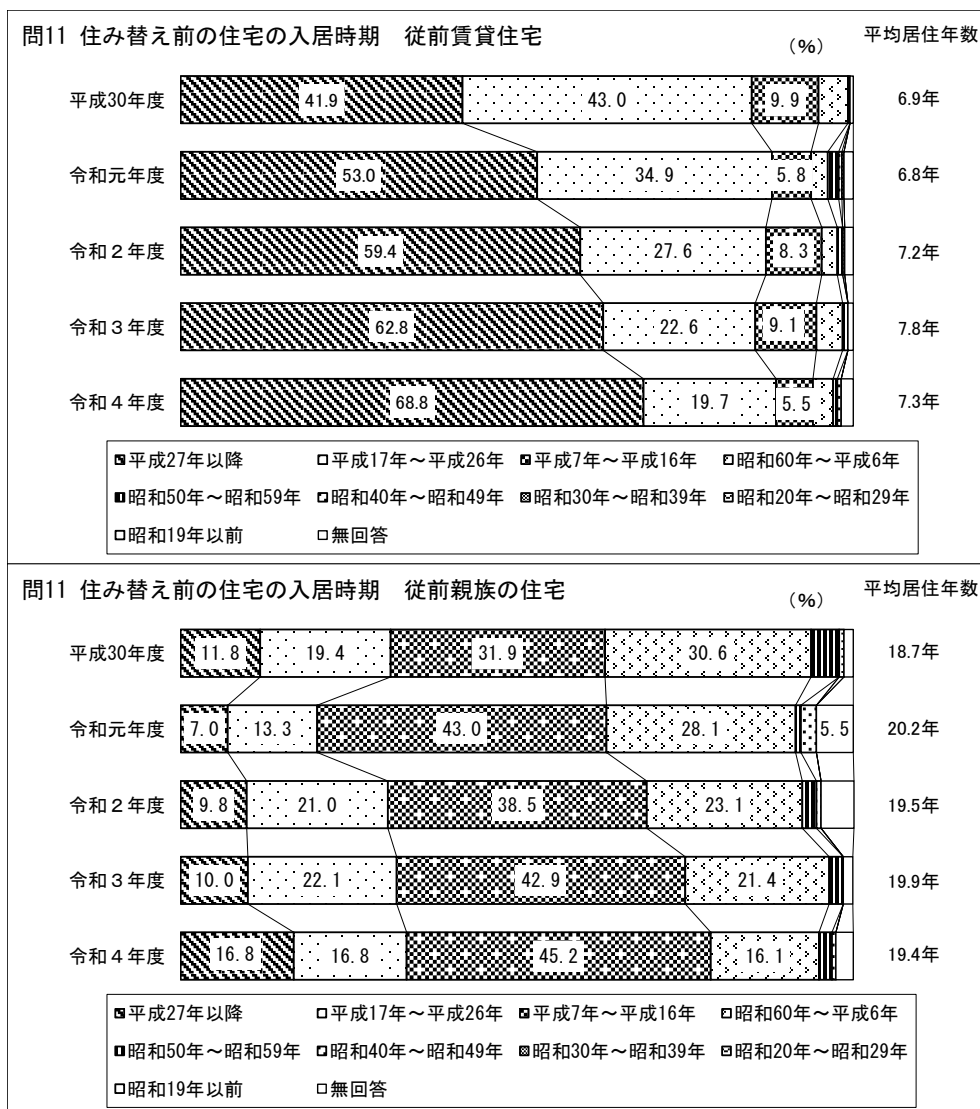 問11 住み替え前の住宅の入居時期　従前賃貸住宅
（%）
平均居住年数
平成30年度 41.9 43.0 9.9 6.9年
令和元年度 53.0 34.9 5.8 6.8年
令和２年度 59.4 27.6 8.3 7.2年
令和３年度 62.8 22.6 9.1 7.8年
令和４年度 68.8 19.7 5.5 7.3年
平成27年以降 平成17年～平成26年 平成7年～平成16年 昭和60年～平成6年
昭和50年～昭和59年 昭和40年～昭和49年 昭和30年～昭和39年 昭和20年～昭和29年
昭和19年以前 無回答
問11 住み替え前の住宅の入居時期　従前親族の住宅
（%）
平均居住年数
平成30年度 11.8 19.4 31.9 30.6 18.7年
令和元年度 7.0 13.3 43.0 28.1 5.5 20.2年
令和２年度 9.8 21.0 38.5 23.1 19.5年
令和３年度 10.0 22.1 42.9 21.4 19.9年
令和４年度 16.8 16.8 45.2 16.1 19.4年
平成27年以降 平成17年～平成26年 平成7年～平成16年 昭和60年～平成6年
昭和50年～昭和59年 昭和40年～昭和49年 昭和30年～昭和39年 昭和20年～昭和29年
昭和19年以前 無回答